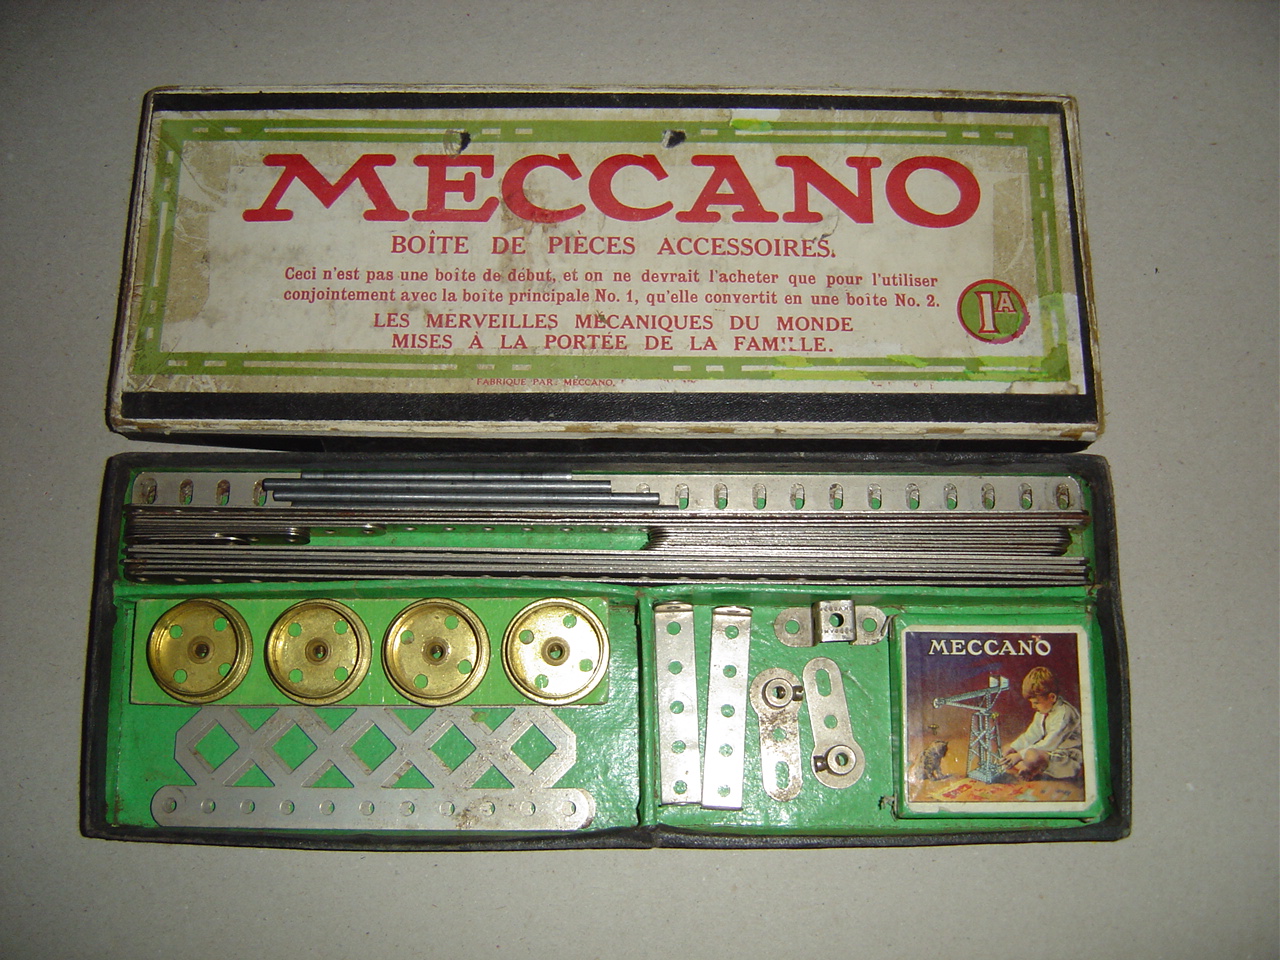 MECCANO
BOÎTE DE PIÈCES ACCESSOIRES.
Ceci n'est pas une boîte de début, et on ne devrait l'acheter que pour l'utiliser
conjointement avec la boîte principale No. 1, qu'elle convertit en une boite No. 2.
1A
LES MERVEILLES MÉCANIQUES DU MONDE
MISES À LA PORTÉE DE LA FAMILLE.
FABRIQUE PAR. MECCANO,
MECCANO